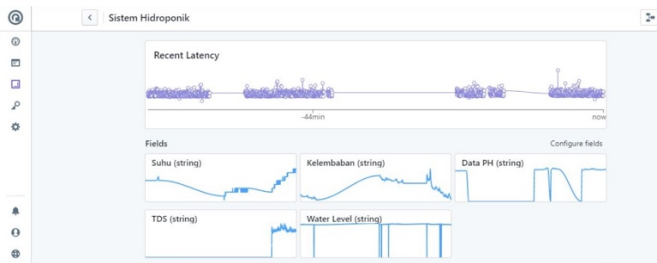 Sistem Hidroponik
Recent Latency
-44min
now
Fields
Configure fields
Suhu (string)
Kelembaban (string)
Data PH (string)
TDS (string)
Water Level (string)